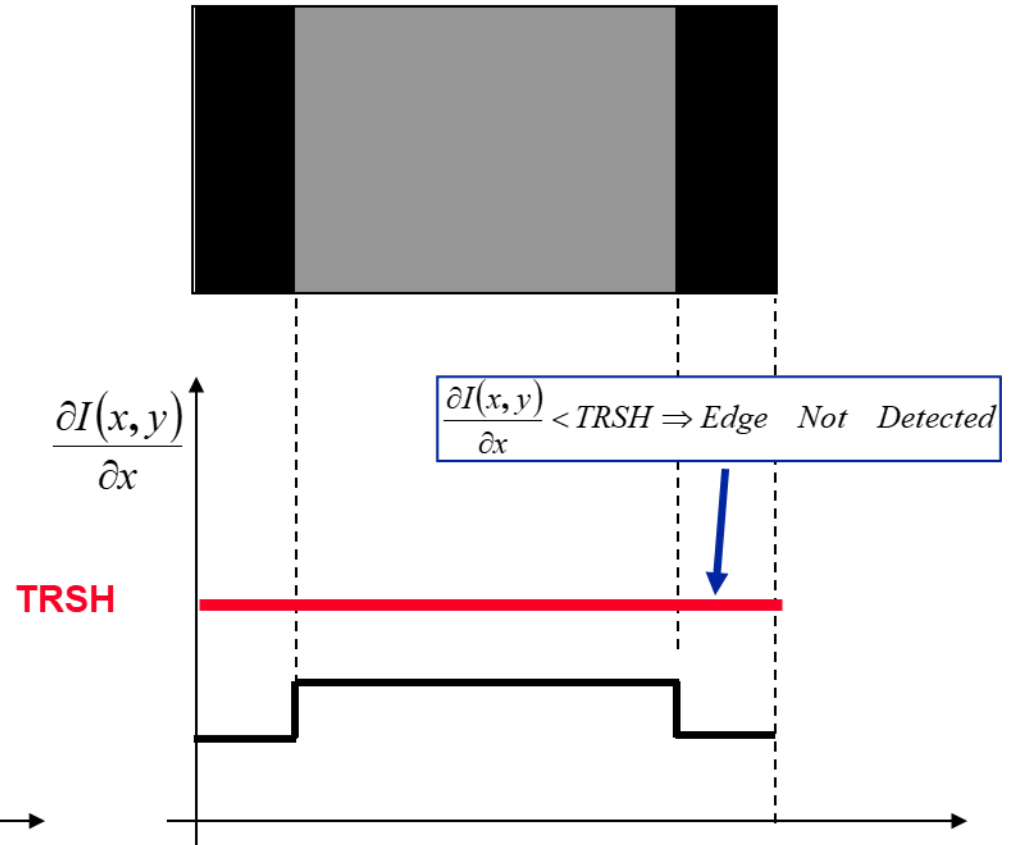 ∂I(x, y)/∂x
∂I(x, y)/∂x < TRSH ⇒ Edge Not Detected
TRSH